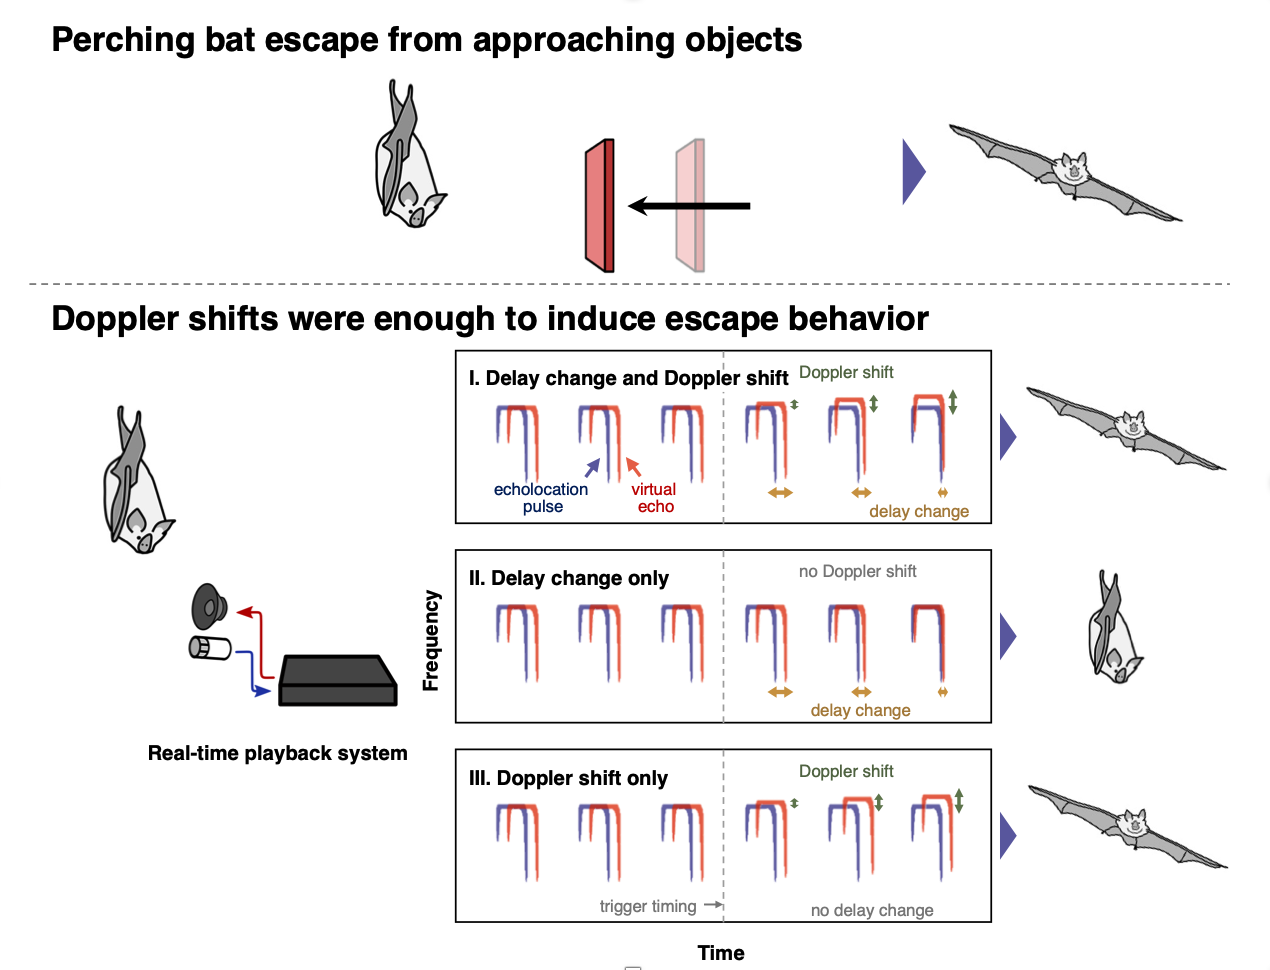 Perching bat escape from approaching objects
Doppler shifts were enough to induce escape behavior
I. Delay change and Doppler shift
Doppler shift
echolocation
pulse
virtual
echo
delay change
II. Delay change only
no Doppler shift
delay change
Frequency
Real-time playback system
III. Doppler shift only
Doppler shift
trigger timing
no delay change
Time